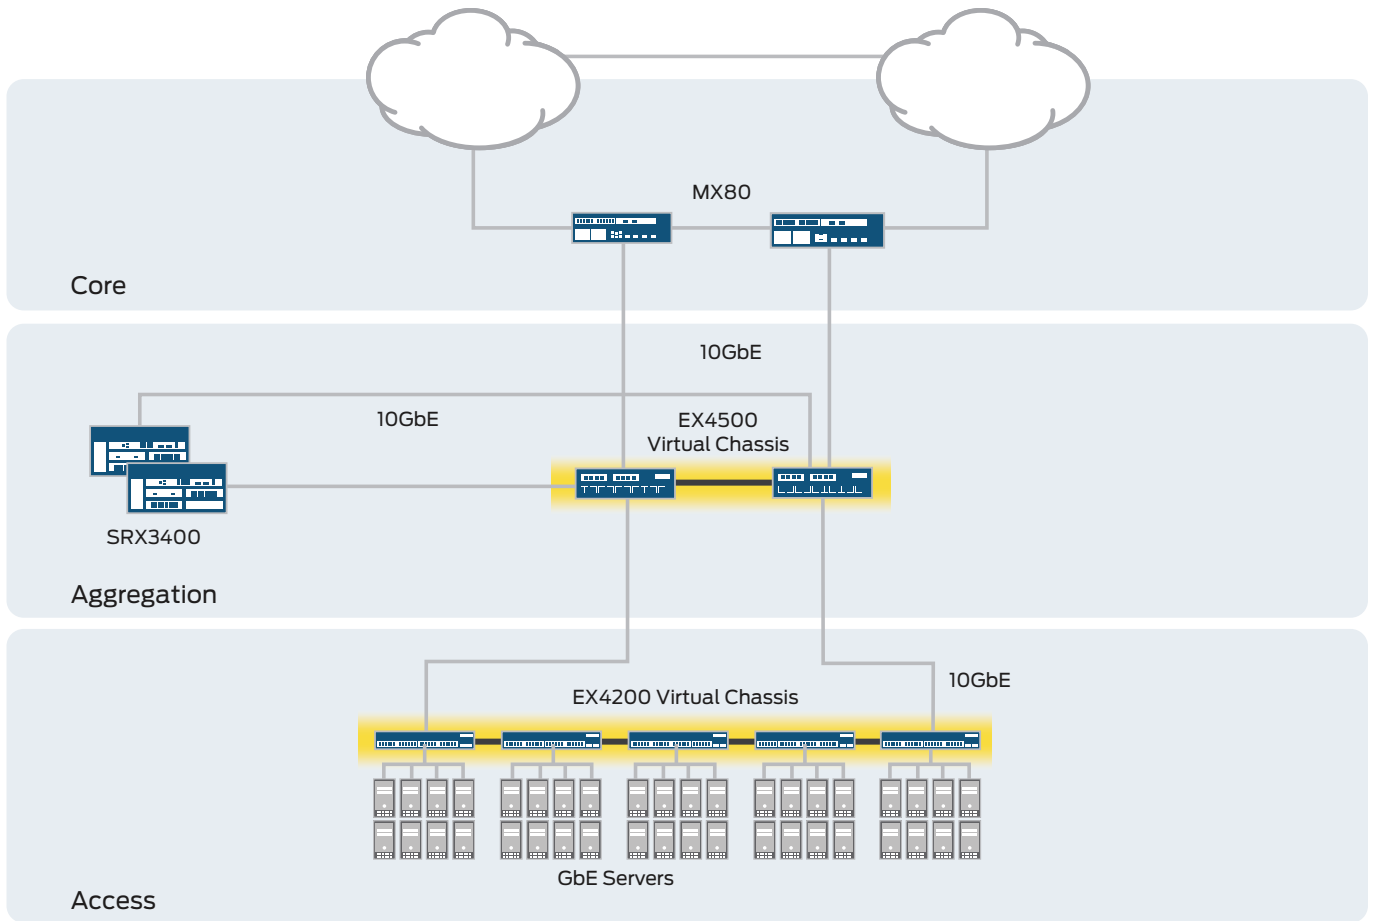 MX80
Core
10GbE
10GbE
EX4500
Virtual Chassis
SRX3400
Aggregation
10GbE
EX4200 Virtual Chassis
GbE Servers
Access